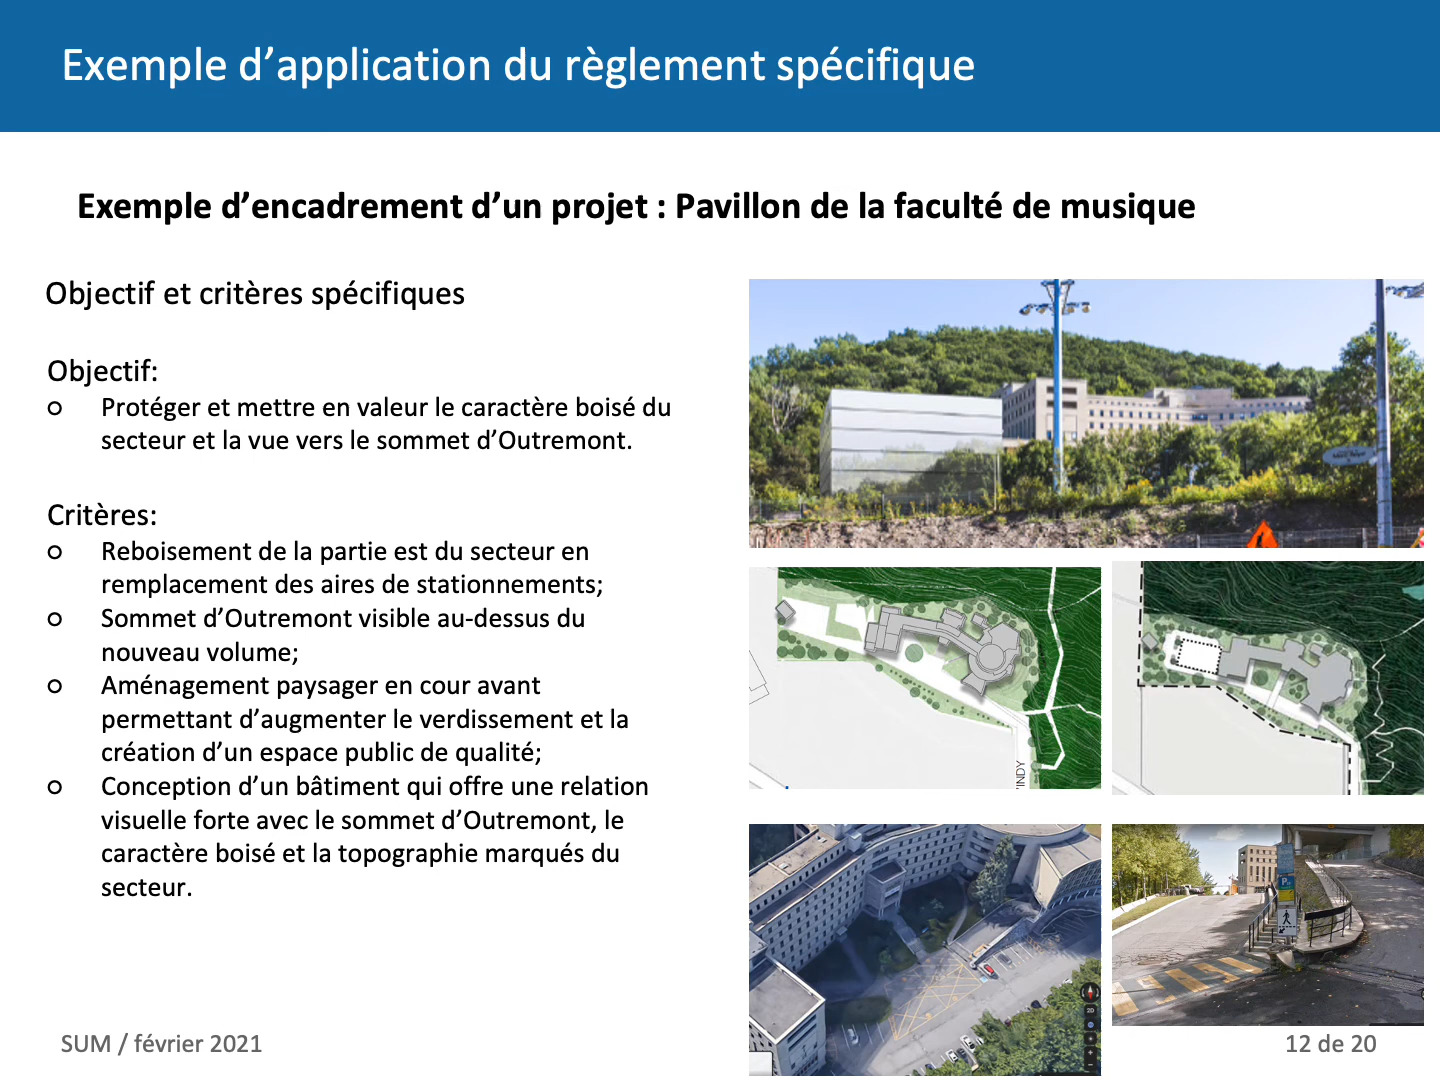 Exemple d’application du règlement spécifique
Exemple d’encadrement d’un projet : Pavillon de la faculté de musique
Objectif et critères spécifiques
Objectif:
Protéger et mettre en valeur le caractère boisé du
secteur et la vue vers le sommet d’Outremont.
Critères:
Reboisement de la partie est du secteur en
remplacement des aires de stationnements;
Sommet d’Outremont visible au-dessus du
nouveau volume;
Aménagement paysager en cour avant
permettant d’augmenter le verdissement et la
création d’un espace public de qualité;
Conception d’un bâtiment qui offre une relation
visuelle forte avec le sommet d’Outremont, le
caractère boisé et la topographie marqués du
secteur.
'INDY
2D
P
SUM / février 2021
12 de 20